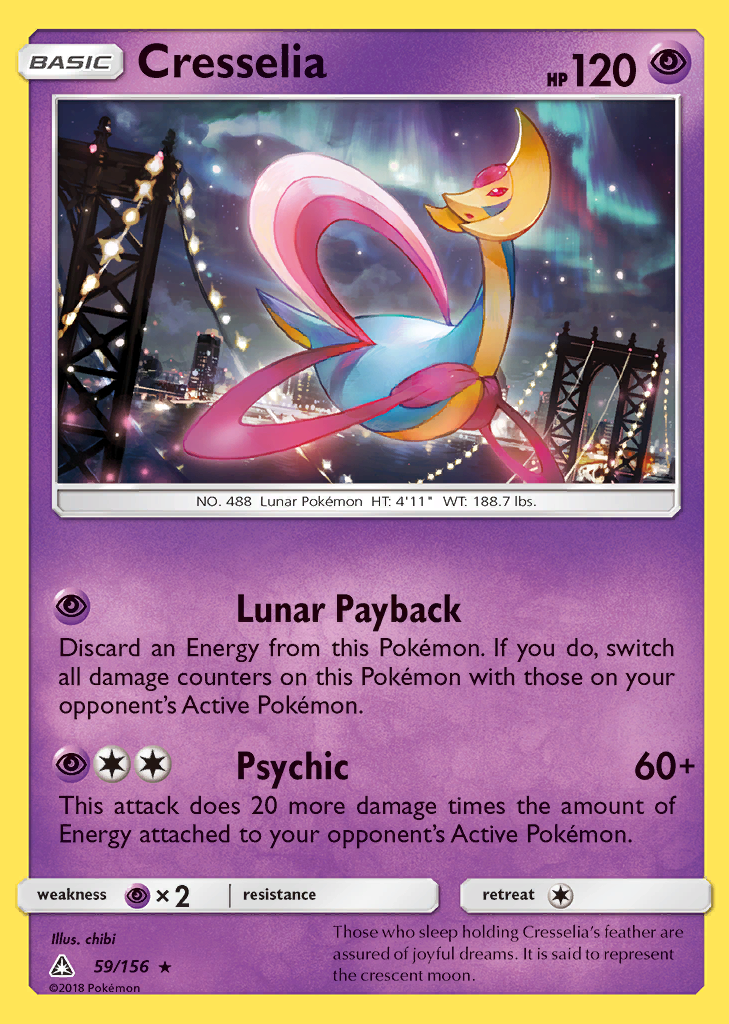 BASIC Cresselia HP 120
NO. 488 Lunar Pokémon HT: 4'11" WT: 188.7 lbs.
Lunar Payback
Discard an Energy from this Pokémon. If you do, switch
all damage counters on this Pokémon with those on your
opponent's Active Pokémon.
Psychic 60+
This attack does 20 more damage times the amount of
Energy attached to your opponent's Active Pokémon.
weakness ×2 resistance retreat
Illus. chibi
59/156 ★
©2018 Pokémon
Those who sleep holding Cresselia's feather are
assured of joyful dreams. It is said to represent
the crescent moon.